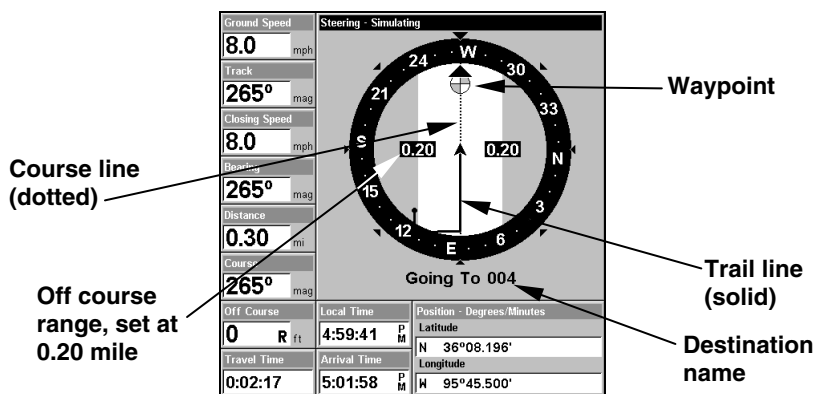 Ground Speed
8.0 mph
Track
265º mag
Closing Speed
8.0 mph
Bearing
265º mag
Distance
0.30 mi
Course
265º mag
Off Course
0 R ft
Travel Time
0:02:17
Steering - Simulating
W
30
33
N
3
6
E
12
15
S
21
24
0.20
0.20
Going To 004
Local Time
4:59:41 PM
Arrival Time
5:01:58 PM
Position - Degrees/Minutes
Latitude
N 36º08.196'
Longitude
W 95º45.500'
Course line
(dotted)
Off course
range, set at
0.20 mile
Waypoint
Trail line
(solid)
Destination
name